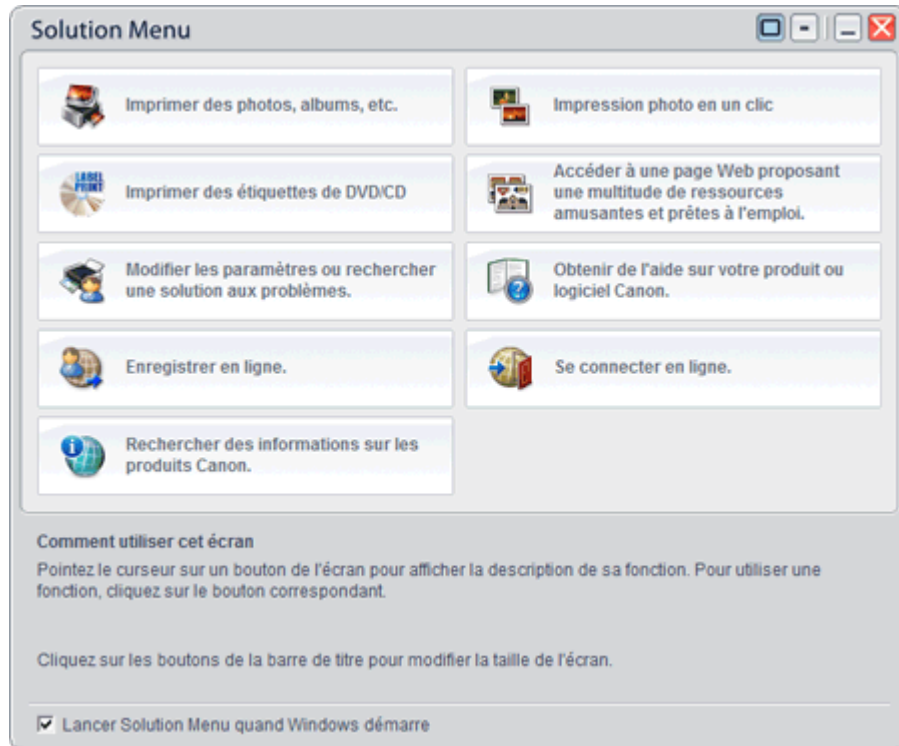 Solution Menu
Imprimer des photos, albums, etc.
Impression photo en un clic
LABEL
PRINT
Imprimer des étiquettes de DVD/CD
Accéder à une page Web proposant
une multitude de ressources
amusantes et prêtes à l'emploi.
Modifier les paramètres ou rechercher
une solution aux problèmes.
Obtenir de l'aide sur votre produit ou
logiciel Canon.
Enregistrer en ligne.
Se connecter en ligne.
Rechercher des informations sur les
produits Canon.
Comment utiliser cet écran
Pointez le curseur sur un bouton de l'écran pour afficher la description de sa fonction. Pour utiliser une
fonction, cliquez sur le bouton correspondant.
Cliquez sur les boutons de la barre de titre pour modifier la taille de l'écran.
Lancer Solution Menu quand Windows démarre